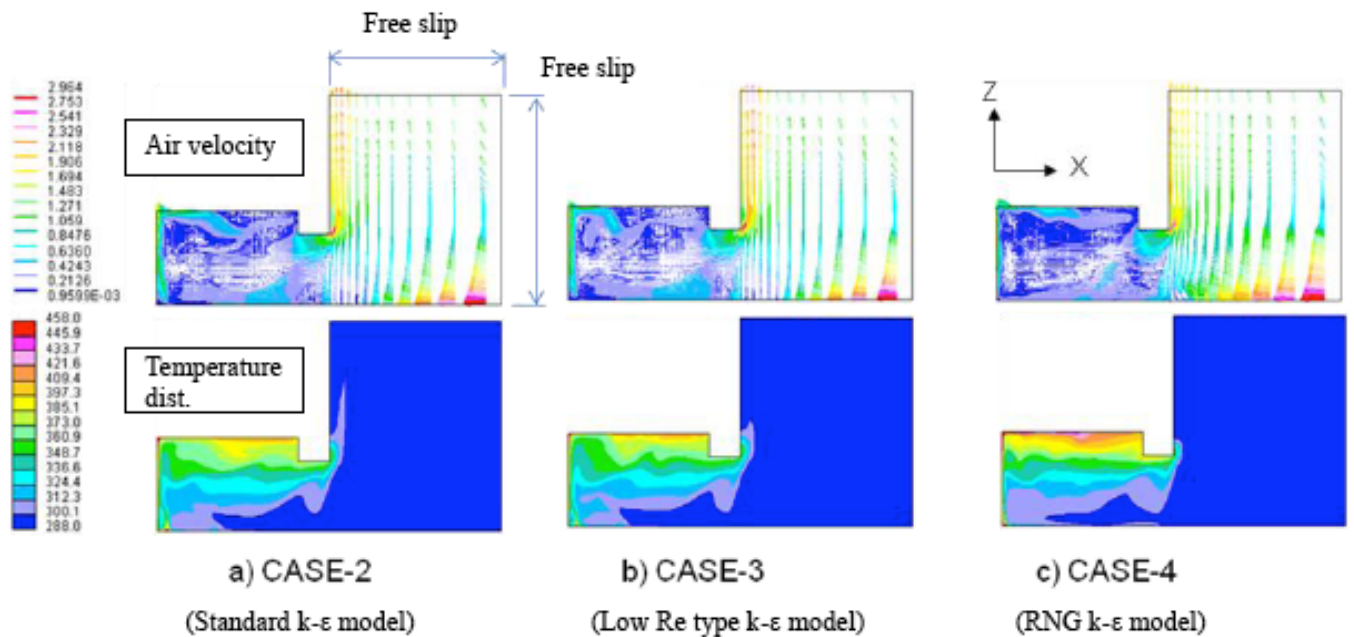 Free slip
Free slip
2.964
2.753
2.541
2.329
2.118
1.906
1.694
1.483
1.271
1.059
0.8476
0.6360
0.4243
0.2126
0.9599E-03
Air velocity
Z
X
458.0
445.9
433.7
421.6
409.4
397.3
385.1
373.0
360.9
348.7
336.6
324.4
312.3
300.1
288.0
Temperature
dist.
a) CASE-2
b) CASE-3
c) CASE-4
(Standard k-ε model)
(Low Re type k-ε model)
(RNG k-ε model)